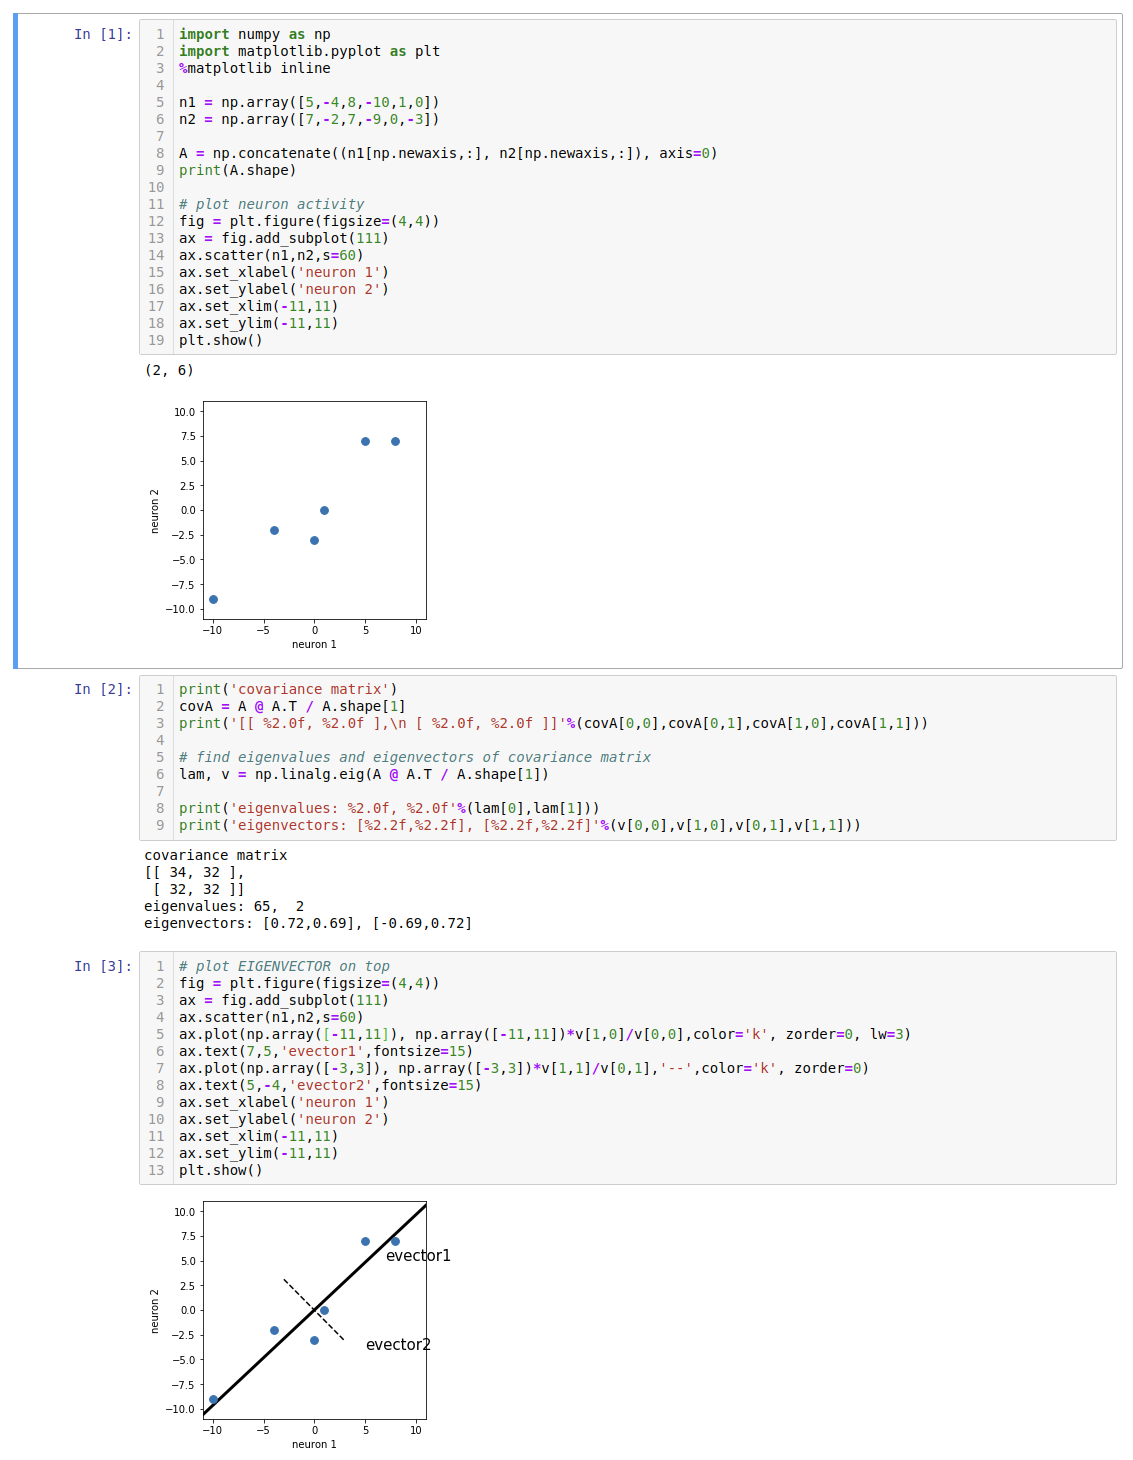 In [1]:
1 import numpy as np
2 import matplotlib.pyplot as plt
3 %matplotlib inline
4
5 n1 = np.array([5,-4,8,-10,1,0])
6 n2 = np.array([7,-2,7,-9,0,-3])
7
8 A = np.concatenate((n1[np.newaxis,:], n2[np.newaxis,:]), axis=0)
9 print(A.shape)
10
11 # plot neuron activity
12 fig = plt.figure(figsize=(4,4))
13 ax = fig.add_subplot(111)
14 ax.scatter(n1,n2,s=60)
15 ax.set_xlabel('neuron 1')
16 ax.set_ylabel('neuron 2')
17 ax.set_xlim(-11,11)
18 ax.set_ylim(-11,11)
19 plt.show()
(2, 6)
10.0
7.5
5.0
2.5
0.0
−2.5
−5.0
−7.5
−10.0
neuron 2
−10 −5 0 5 10
neuron 1
In [2]:
1 print('covariance matrix')
2 covA = A @ A.T / A.shape[1]
3 print('[[ %2.0f, %2.0f ],\n [ %2.0f, %2.0f ]]'%(covA[0,0],covA[0,1],covA[1,0],covA[1,1]))
4
5 # find eigenvalues and eigenvectors of covariance matrix
6 lam, v = np.linalg.eig(A @ A.T / A.shape[1])
7
8 print('eigenvalues: %2.0f, %2.0f'%(lam[0],lam[1]))
9 print('eigenvectors: [%2.2f,%2.2f], [%2.2f,%2.2f]'%(v[0,0],v[1,0],v[0,1],v[1,1]))
covariance matrix
[[ 34, 32 ],
 [ 32, 32 ]]
eigenvalues: 65,  2
eigenvectors: [0.72,0.69], [-0.69,0.72]
In [3]:
1 # plot EIGENVECTOR on top
2 fig = plt.figure(figsize=(4,4))
3 ax = fig.add_subplot(111)
4 ax.scatter(n1,n2,s=60)
5 ax.plot(np.array([-11,11]), np.array([-11,11])*v[1,0]/v[0,0],color='k', zorder=0, lw=3)
6 ax.text(7,5,'evector1',fontsize=15)
7 ax.plot(np.array([-3,3]), np.array([-3,3])*v[1,1]/v[0,1],'--',color='k', zorder=0)
8 ax.text(5,-4,'evector2',fontsize=15)
9 ax.set_xlabel('neuron 1')
10 ax.set_ylabel('neuron 2')
11 ax.set_xlim(-11,11)
12 ax.set_ylim(-11,11)
13 plt.show()
10.0
7.5
5.0
2.5
0.0
−2.5
−5.0
−7.5
−10.0
neuron 2
evector1
evector2
−10 −5 0 5 10
neuron 1